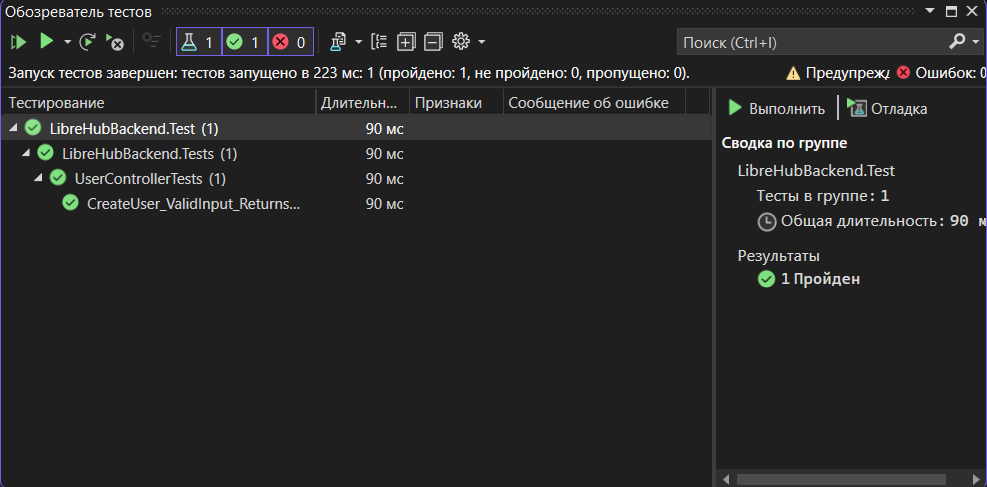 Обозреватель тестов
1 1 0
Поиск (Ctrl+I)
Запуск тестов завершен: тестов запущено в 223 мс: 1 (пройдено: 1, не пройдено: 0, пропущено: 0).
Предупрежд
Ошибок: 0
Тестирование Длительн... Признаки Сообщение об ошибке
LibreHubBackend.Test (1) 90 мс
LibreHubBackend.Tests (1) 90 мс
UserControllerTests (1) 90 мс
CreateUser_ValidInput_Returns... 90 мс
Выполнить Отладка
Сводка по группе
LibreHubBackend.Test
Тесты в группе: 1
Общая длительность: 90 м
Результаты
1 Пройден